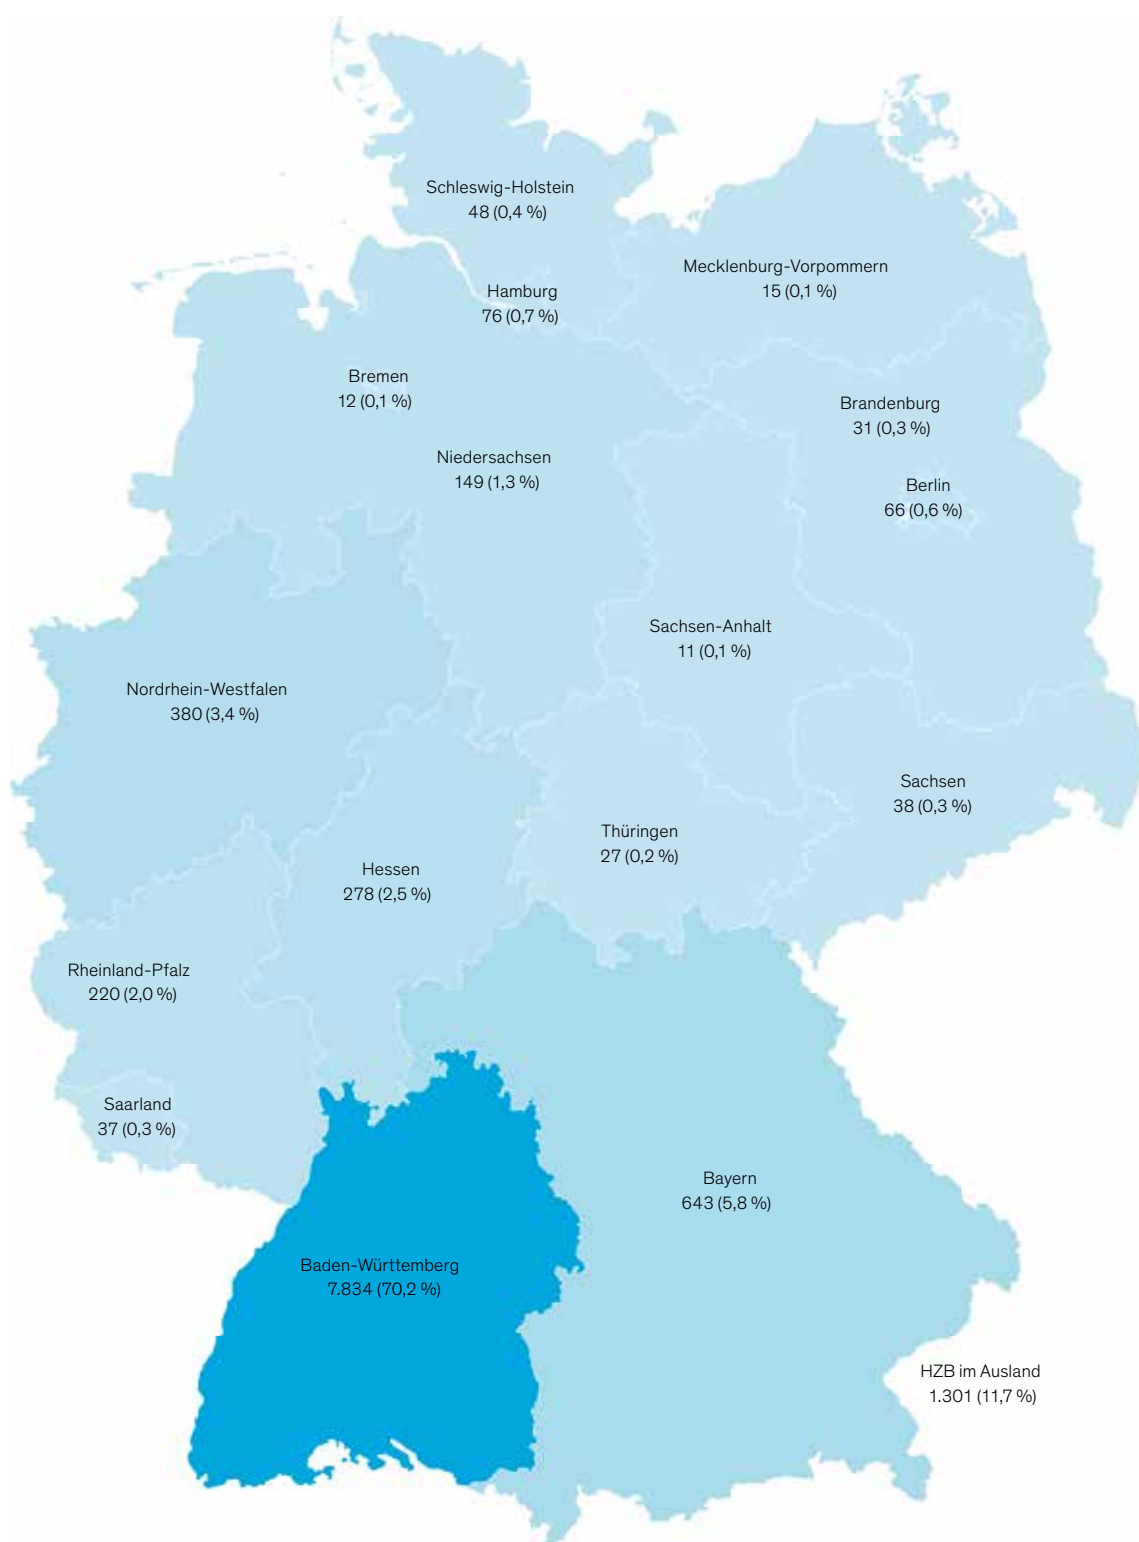 Schleswig-Holstein
48 (0,4 %)
Mecklenburg-Vorpommern
15 (0,1 %)
Hamburg
76 (0,7 %)
Bremen
12 (0,1 %)
Brandenburg
31 (0,3 %)
Niedersachsen
149 (1,3 %)
Berlin
66 (0,6 %)
Sachsen-Anhalt
11 (0,1 %)
Nordrhein-Westfalen
380 (3,4 %)
Sachsen
38 (0,3 %)
Thüringen
27 (0,2 %)
Hessen
278 (2,5 %)
Rheinland-Pfalz
220 (2,0 %)
Saarland
37 (0,3 %)
Bayern
643 (5,8 %)
Baden-Württemberg
7.834 (70,2 %)
HZB im Ausland
1.301 (11,7 %)